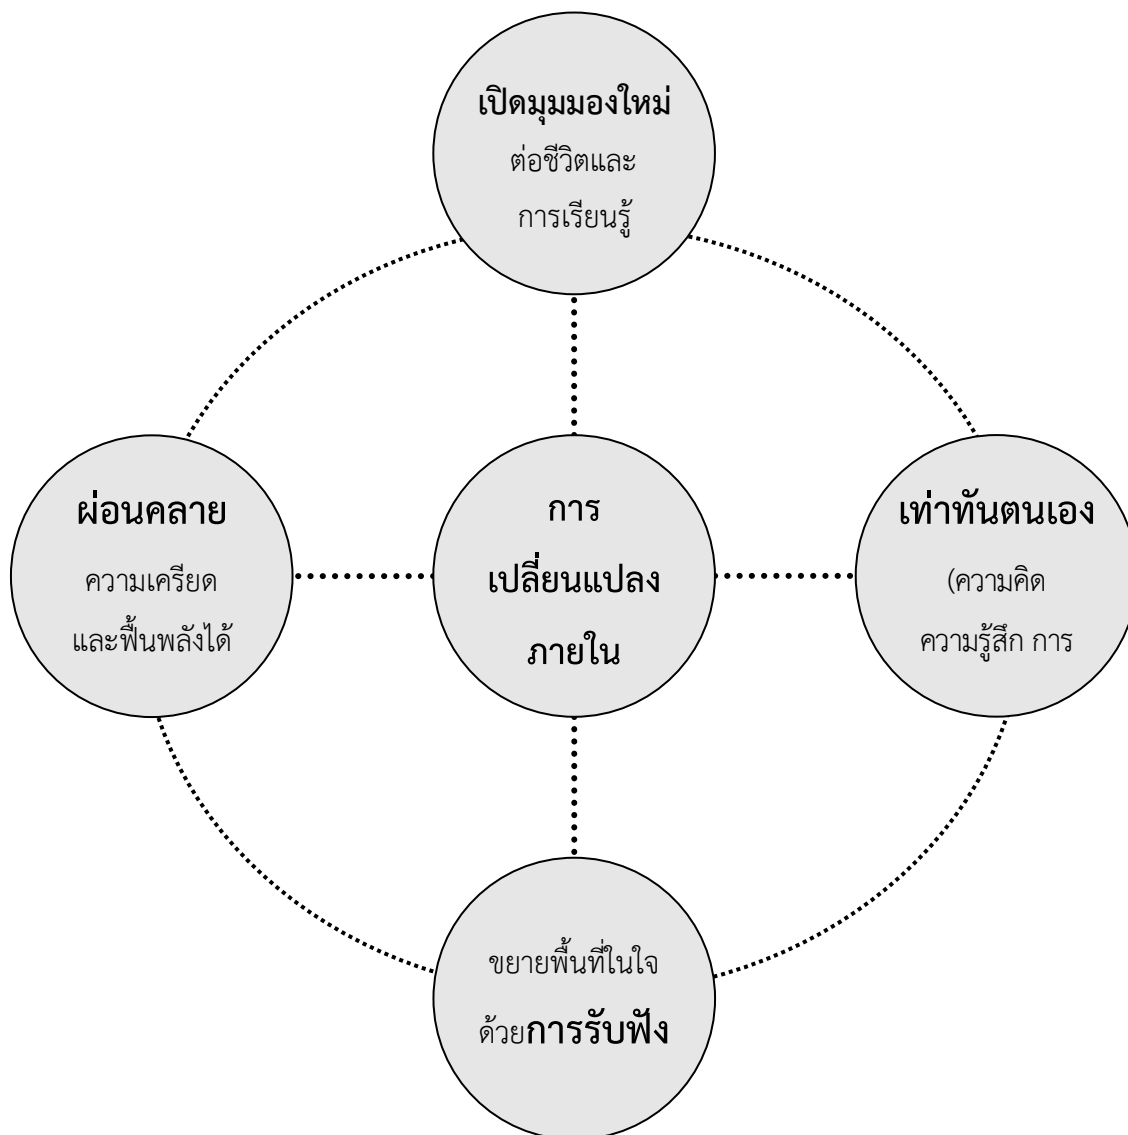 เปิดมุมมองใหม่
ต่อชีวิตและ
การเรียนรู้
ผ่อนคลาย
ความเครียด
และฟื้นพลังได้
การ
เปลี่ยนแปลง
ภายใน
เท่าทันตนเอง
(ความคิด
ความรู้สึก การ
ขยายพื้นที่ในใจ
ด้วยการรับฟัง